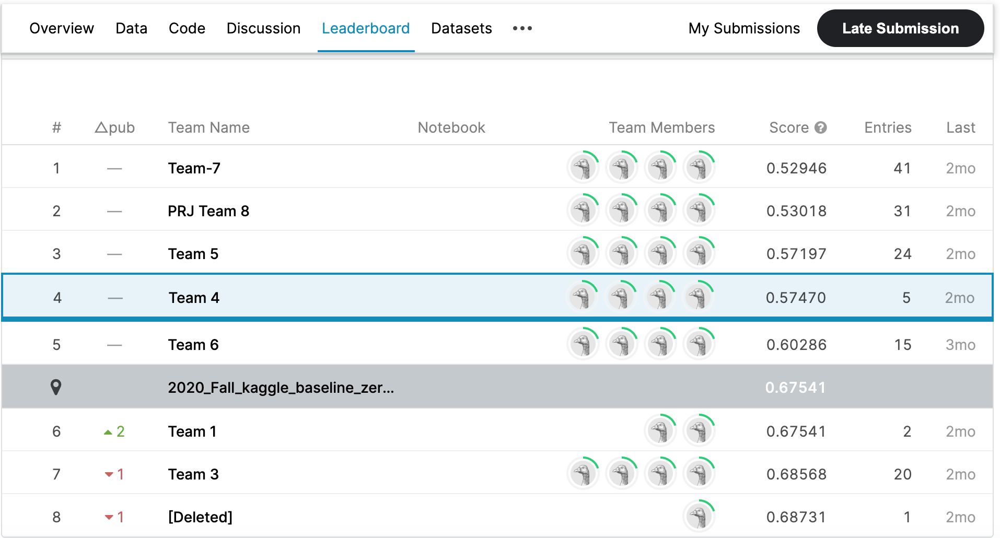 Overview Data Code Discussion Leaderboard Datasets ••• My Submissions Late Submission
# △pub Team Name Notebook Team Members Score ? Entries Last
1 — Team-7 0.52946 41 2mo
2 — PRJ Team 8 0.53018 31 2mo
3 — Team 5 0.57197 24 2mo
4 — Team 4 0.57470 5 2mo
5 — Team 6 0.60286 15 3mo
2020_Fall_kaggle_baseline_zer... 0.67541
6 ▲2 Team 1 0.67541 2 2mo
7 ▼1 Team 3 0.68568 20 2mo
8 ▼1 [Deleted] 0.68731 1 2mo